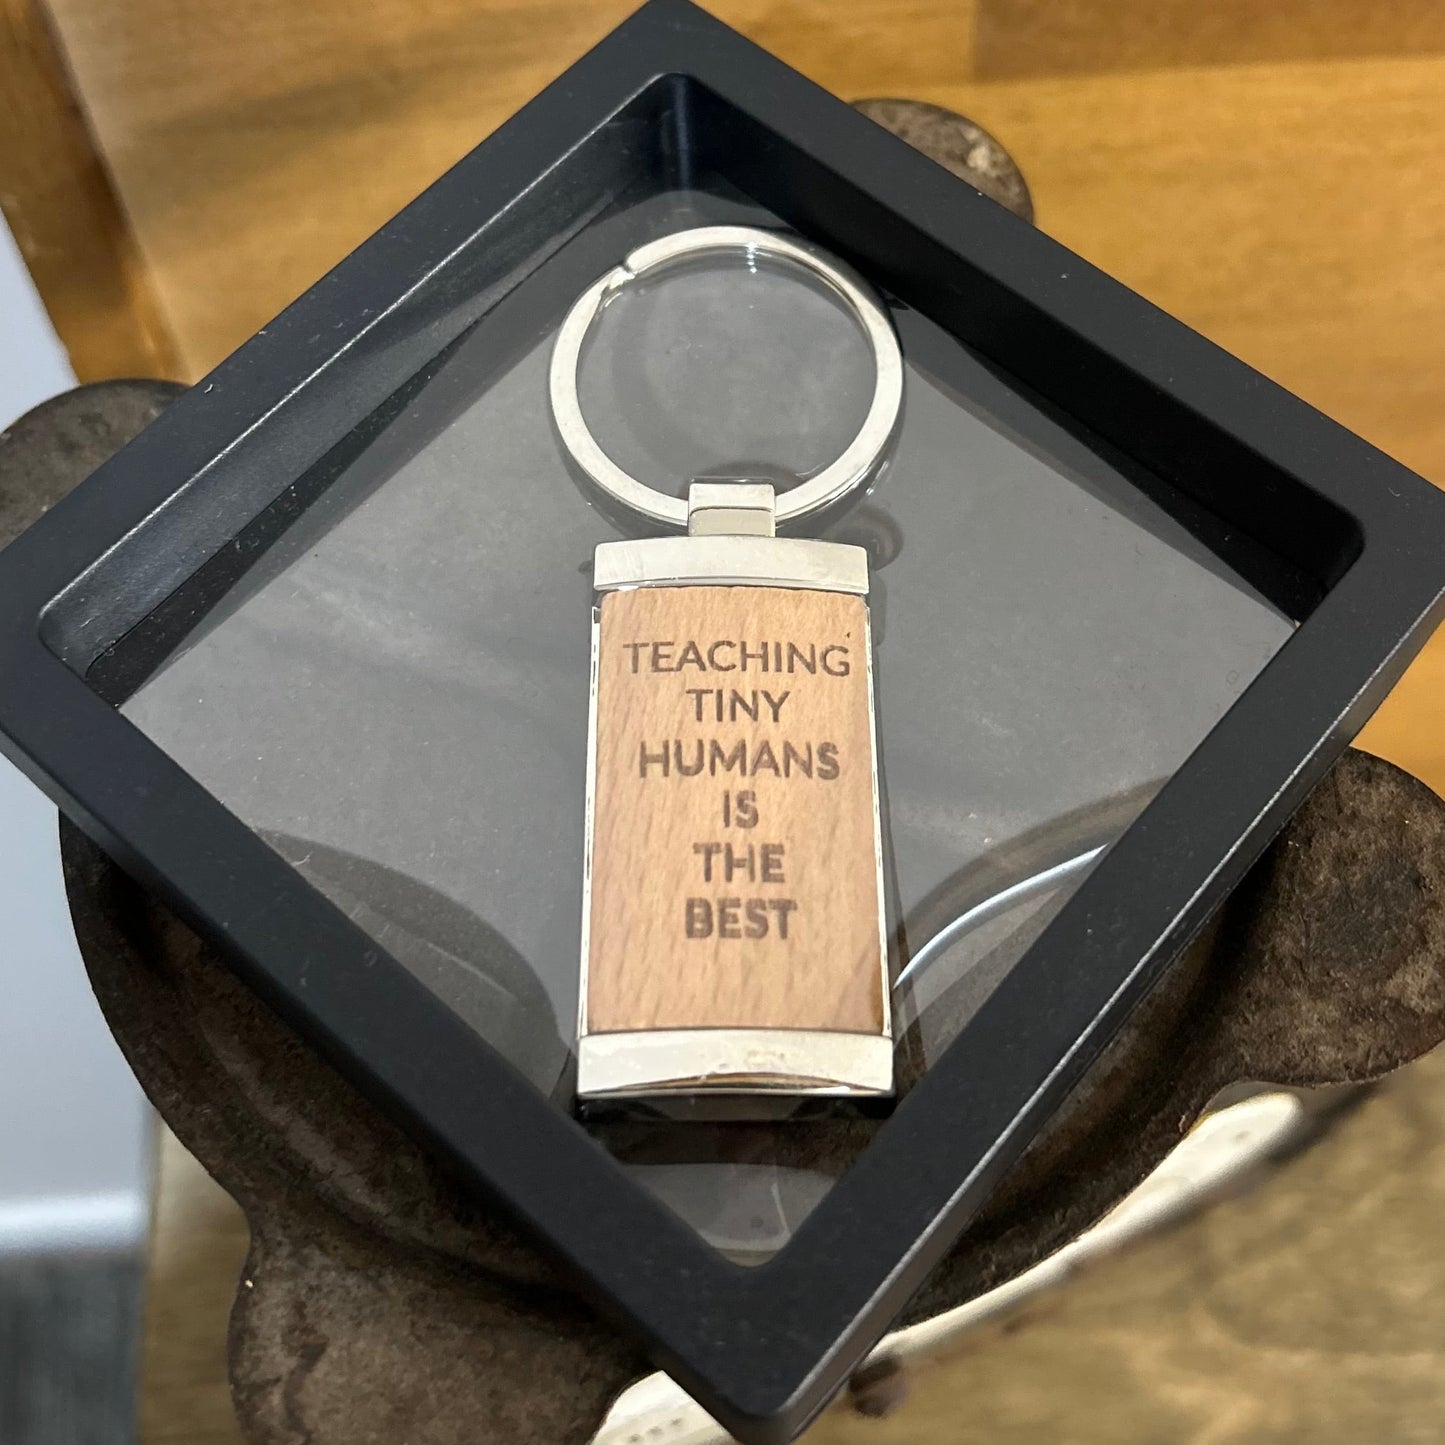 TEACHING
TINY
HUMANS
IS
THE
BEST